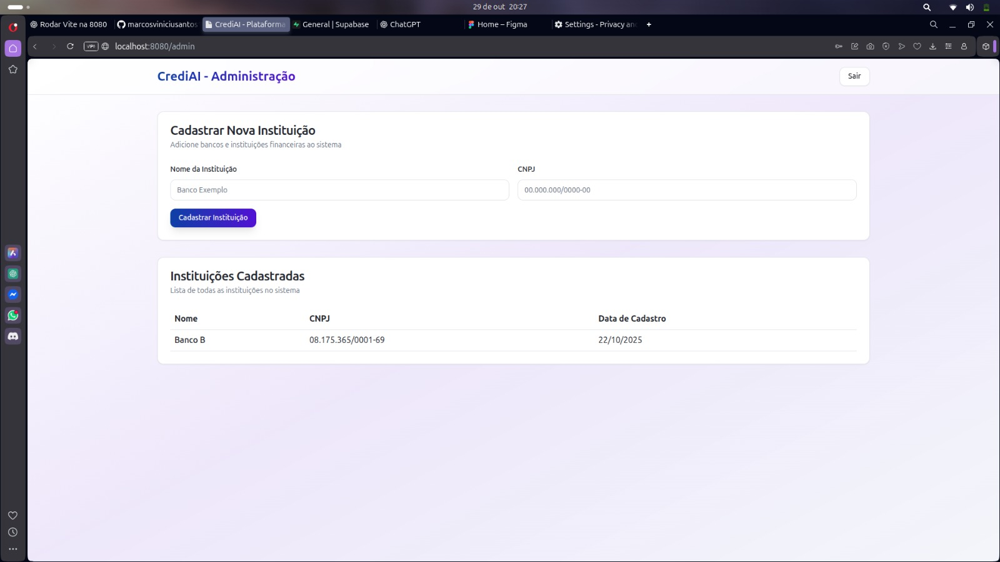 29 de out 20:27
Rodar Vite na 8080
marcosviniciusantos
CrediAI - Plataforma
General | Supabase
ChatGPT
Home – Figma
Settings - Privacy and
VPN
localhost:8080/admin
CrediAI - Administração
Sair
Cadastrar Nova Instituição
Adicione bancos e instituições financeiras ao sistema
Nome da Instituição
CNPJ
Banco Exemplo
00.000.000/0000-00
Cadastrar Instituição
Instituições Cadastradas
Lista de todas as instituições no sistema
Nome CNPJ Data de Cadastro
Banco B 08.175.365/0001-69 22/10/2025